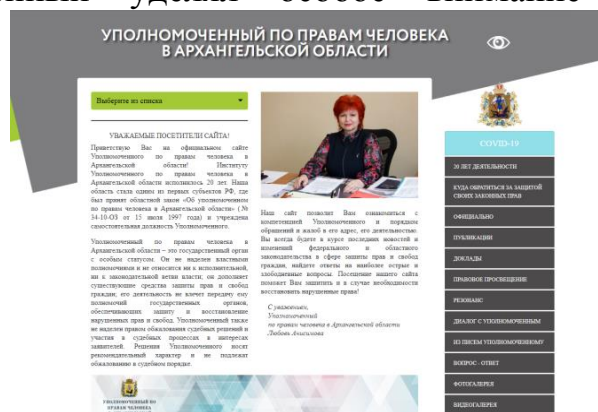 уделял особое внимание
УПОЛНОМОЧЕННЫЙ ПО ПРАВАМ ЧЕЛОВЕКА
В АРХАНГЕЛЬСКОЙ ОБЛАСТИ
Выберите из списка
УВАЖАЕМЫЕ ПОСЕТИТЕЛИ САЙТА!
Приветствую Вас на официальном сайте
Уполномоченного по правам человека в
Архангельской области! Институту
Уполномоченного по правам человека в
Архангельской области исполнилось 20 лет. Наша
область стала одним из первых субъектов РФ, где
был принят областной закон «Об уполномоченном
по правам человека в Архангельской области» (№
34-10-ОЗ от 15 июля 1997 года) и учреждена
самостоятельная должность Уполномоченного.
Уполномоченный по правам человека в
Архангельской области – это государственный орган
с особым статусом. Он не наделен властными
полномочиями и не относится ни к исполнительной,
ни к законодательной ветви власти; он дополняет
существующие средства защиты прав и свобод
граждан; его деятельность не влечет передачу ему
полномочий государственных органов,
обеспечивающих защиту и восстановление
нарушенных прав и свобод. Уполномоченный также
не наделен правом обжалования судебных решений и
участия в судебных процессах в интересах
заявителей. Решения Уполномоченного носят
рекомендательный характер и не подлежат
обжалованию в судебном порядке.
Наш сайт позволит Вам ознакомиться с
компетенцией Уполномоченного и порядком
обращений и жалоб в его адрес, его деятельностью.
Вы всегда будете в курсе последних новостей и
изменений федерального и областного
законодательства в сфере защиты прав и свобод
граждан, найдете ответы на наиболее острые и
злободневные вопросы. Посещение нашего сайта
поможет Вам защитить и в случае необходимости
восстановить нарушенные права!
С уважением,
Уполномоченный
по правам человека в Архангельской области
Любовь Анисимова
COVID-19
20 ЛЕТ ДЕЯТЕЛЬНОСТИ
КУДА ОБРАТИТЬСЯ ЗА ЗАЩИТОЙ
СВОИХ ЗАКОННЫХ ПРАВ
ОФИЦИАЛЬНО
ПУБЛИКАЦИИ
ДОКЛАДЫ
ПРАВОВОЕ ПРОСВЕЩЕНИЕ
РЕЗОНАНС
ДИАЛОГ С УПОЛНОМОЧЕННЫМ
ИЗ ПИСЕМ УПОЛНОМОЧЕННОМУ
ВОПРОС - ОТВЕТ
ФОТОГАЛЕРЕЯ
ВИДЕОГАЛЕРЕЯ
УПОЛНОМОЧЕННЫЙ ПО
ПРАВАМ ЧЕЛОВЕКА